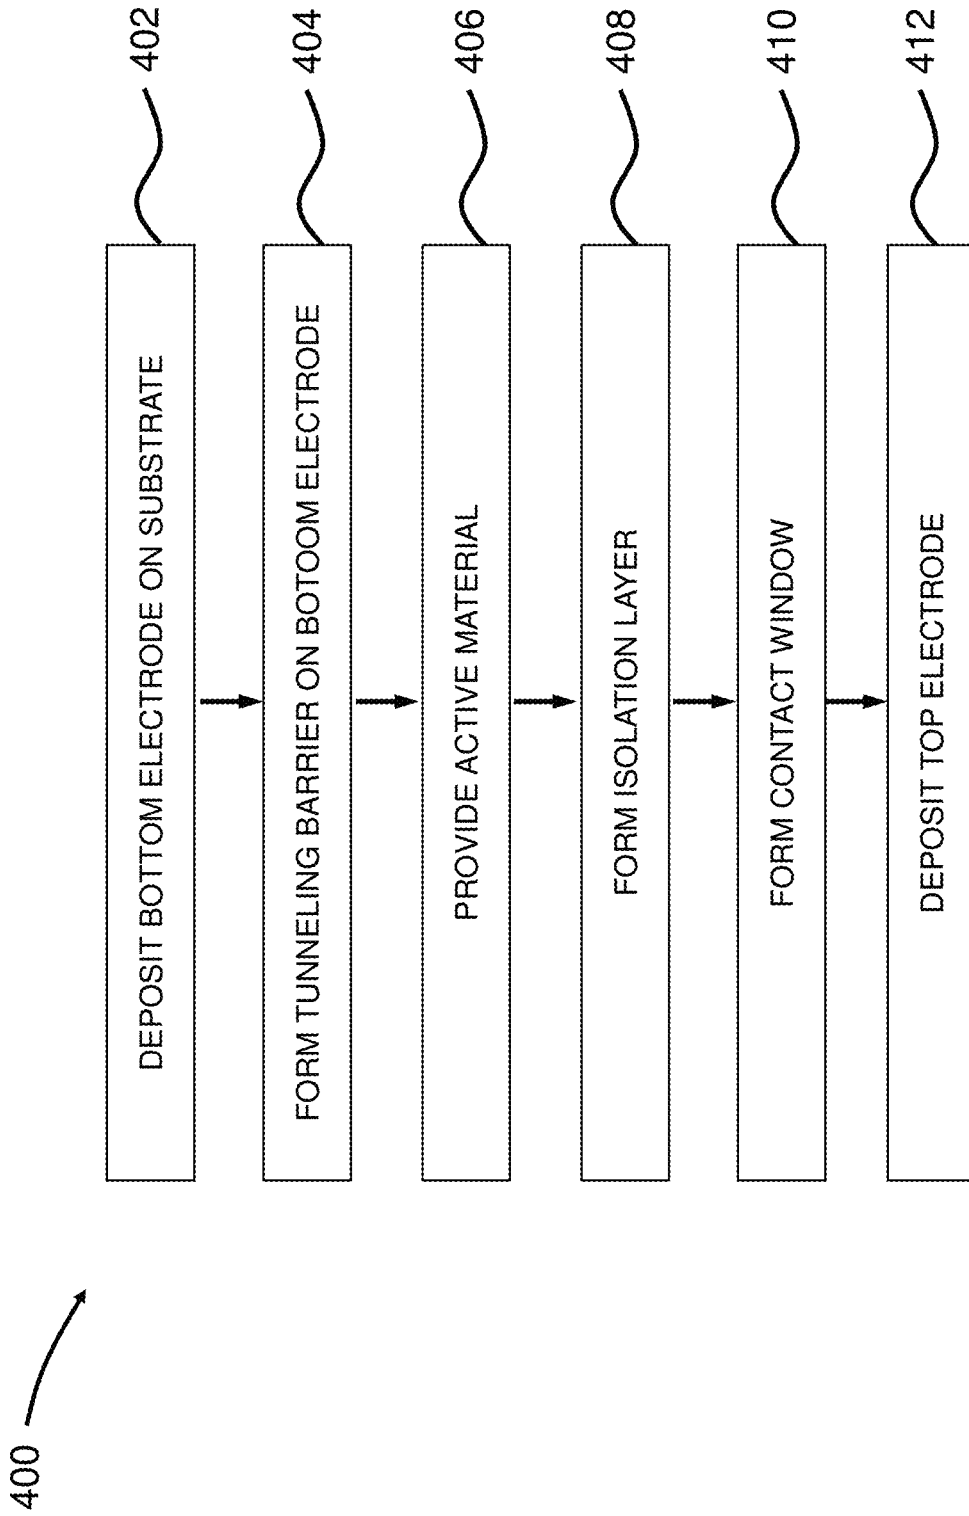 400
DEPOSIT BOTTOM ELECTRODE ON SUBSTRATE
402
FORM TUNNELING BARRIER ON BOTOOM ELECTRODE
404
PROVIDE ACTIVE MATERIAL
406
FORM ISOLATION LAYER
408
FORM CONTACT WINDOW
410
DEPOSIT TOP ELECTRODE
412